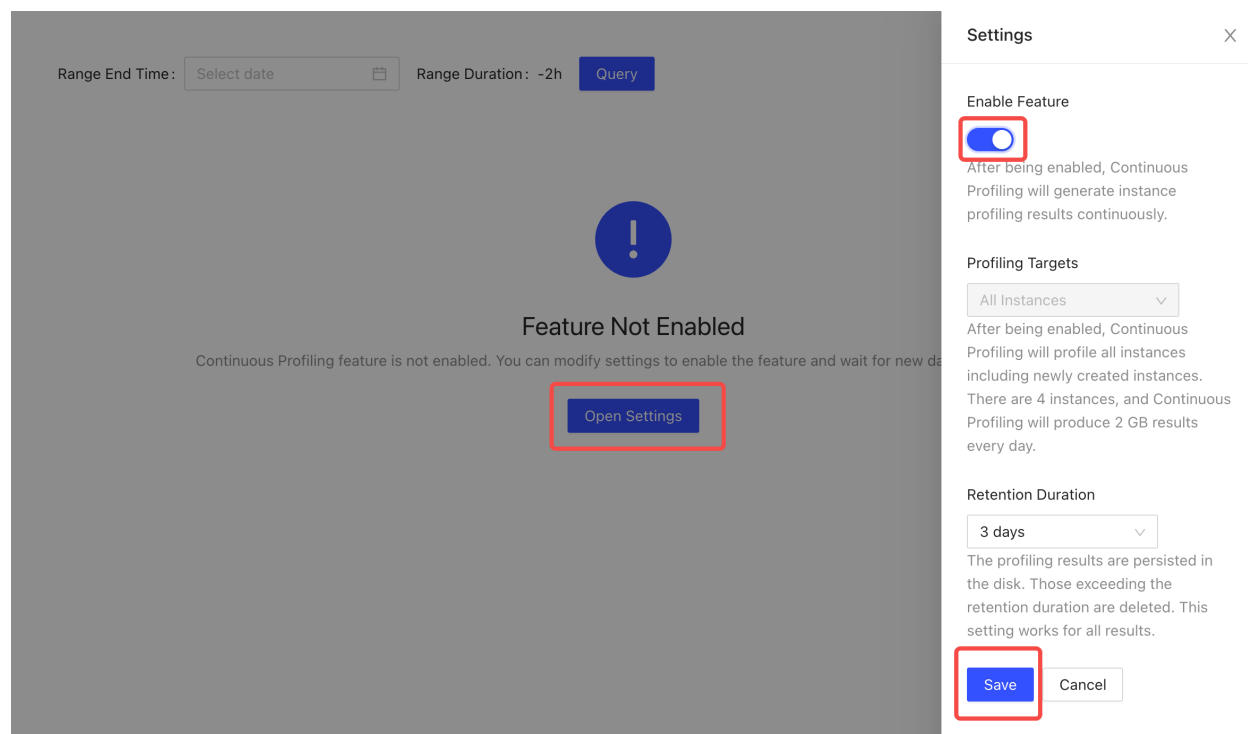 Range End Time : Select date Range Duration : -2h Query
Feature Not Enabled
Continuous Profiling feature is not enabled. You can modify settings to enable the feature and wait for new
Open Settings
Settings
Enable Feature
After being enabled, Continuous
Profiling will generate instance
profiling results continuously.
Profiling Targets
All Instances
After being enabled, Continuous
Profiling will profile all instances
including newly created instances.
There are 4 instances, and Continuous
Profiling will produce 2 GB results
every day.
Retention Duration
3 days
The profiling results are persisted in
the disk. Those exceeding the
retention duration are deleted. This
setting works for all results.
Save Cancel